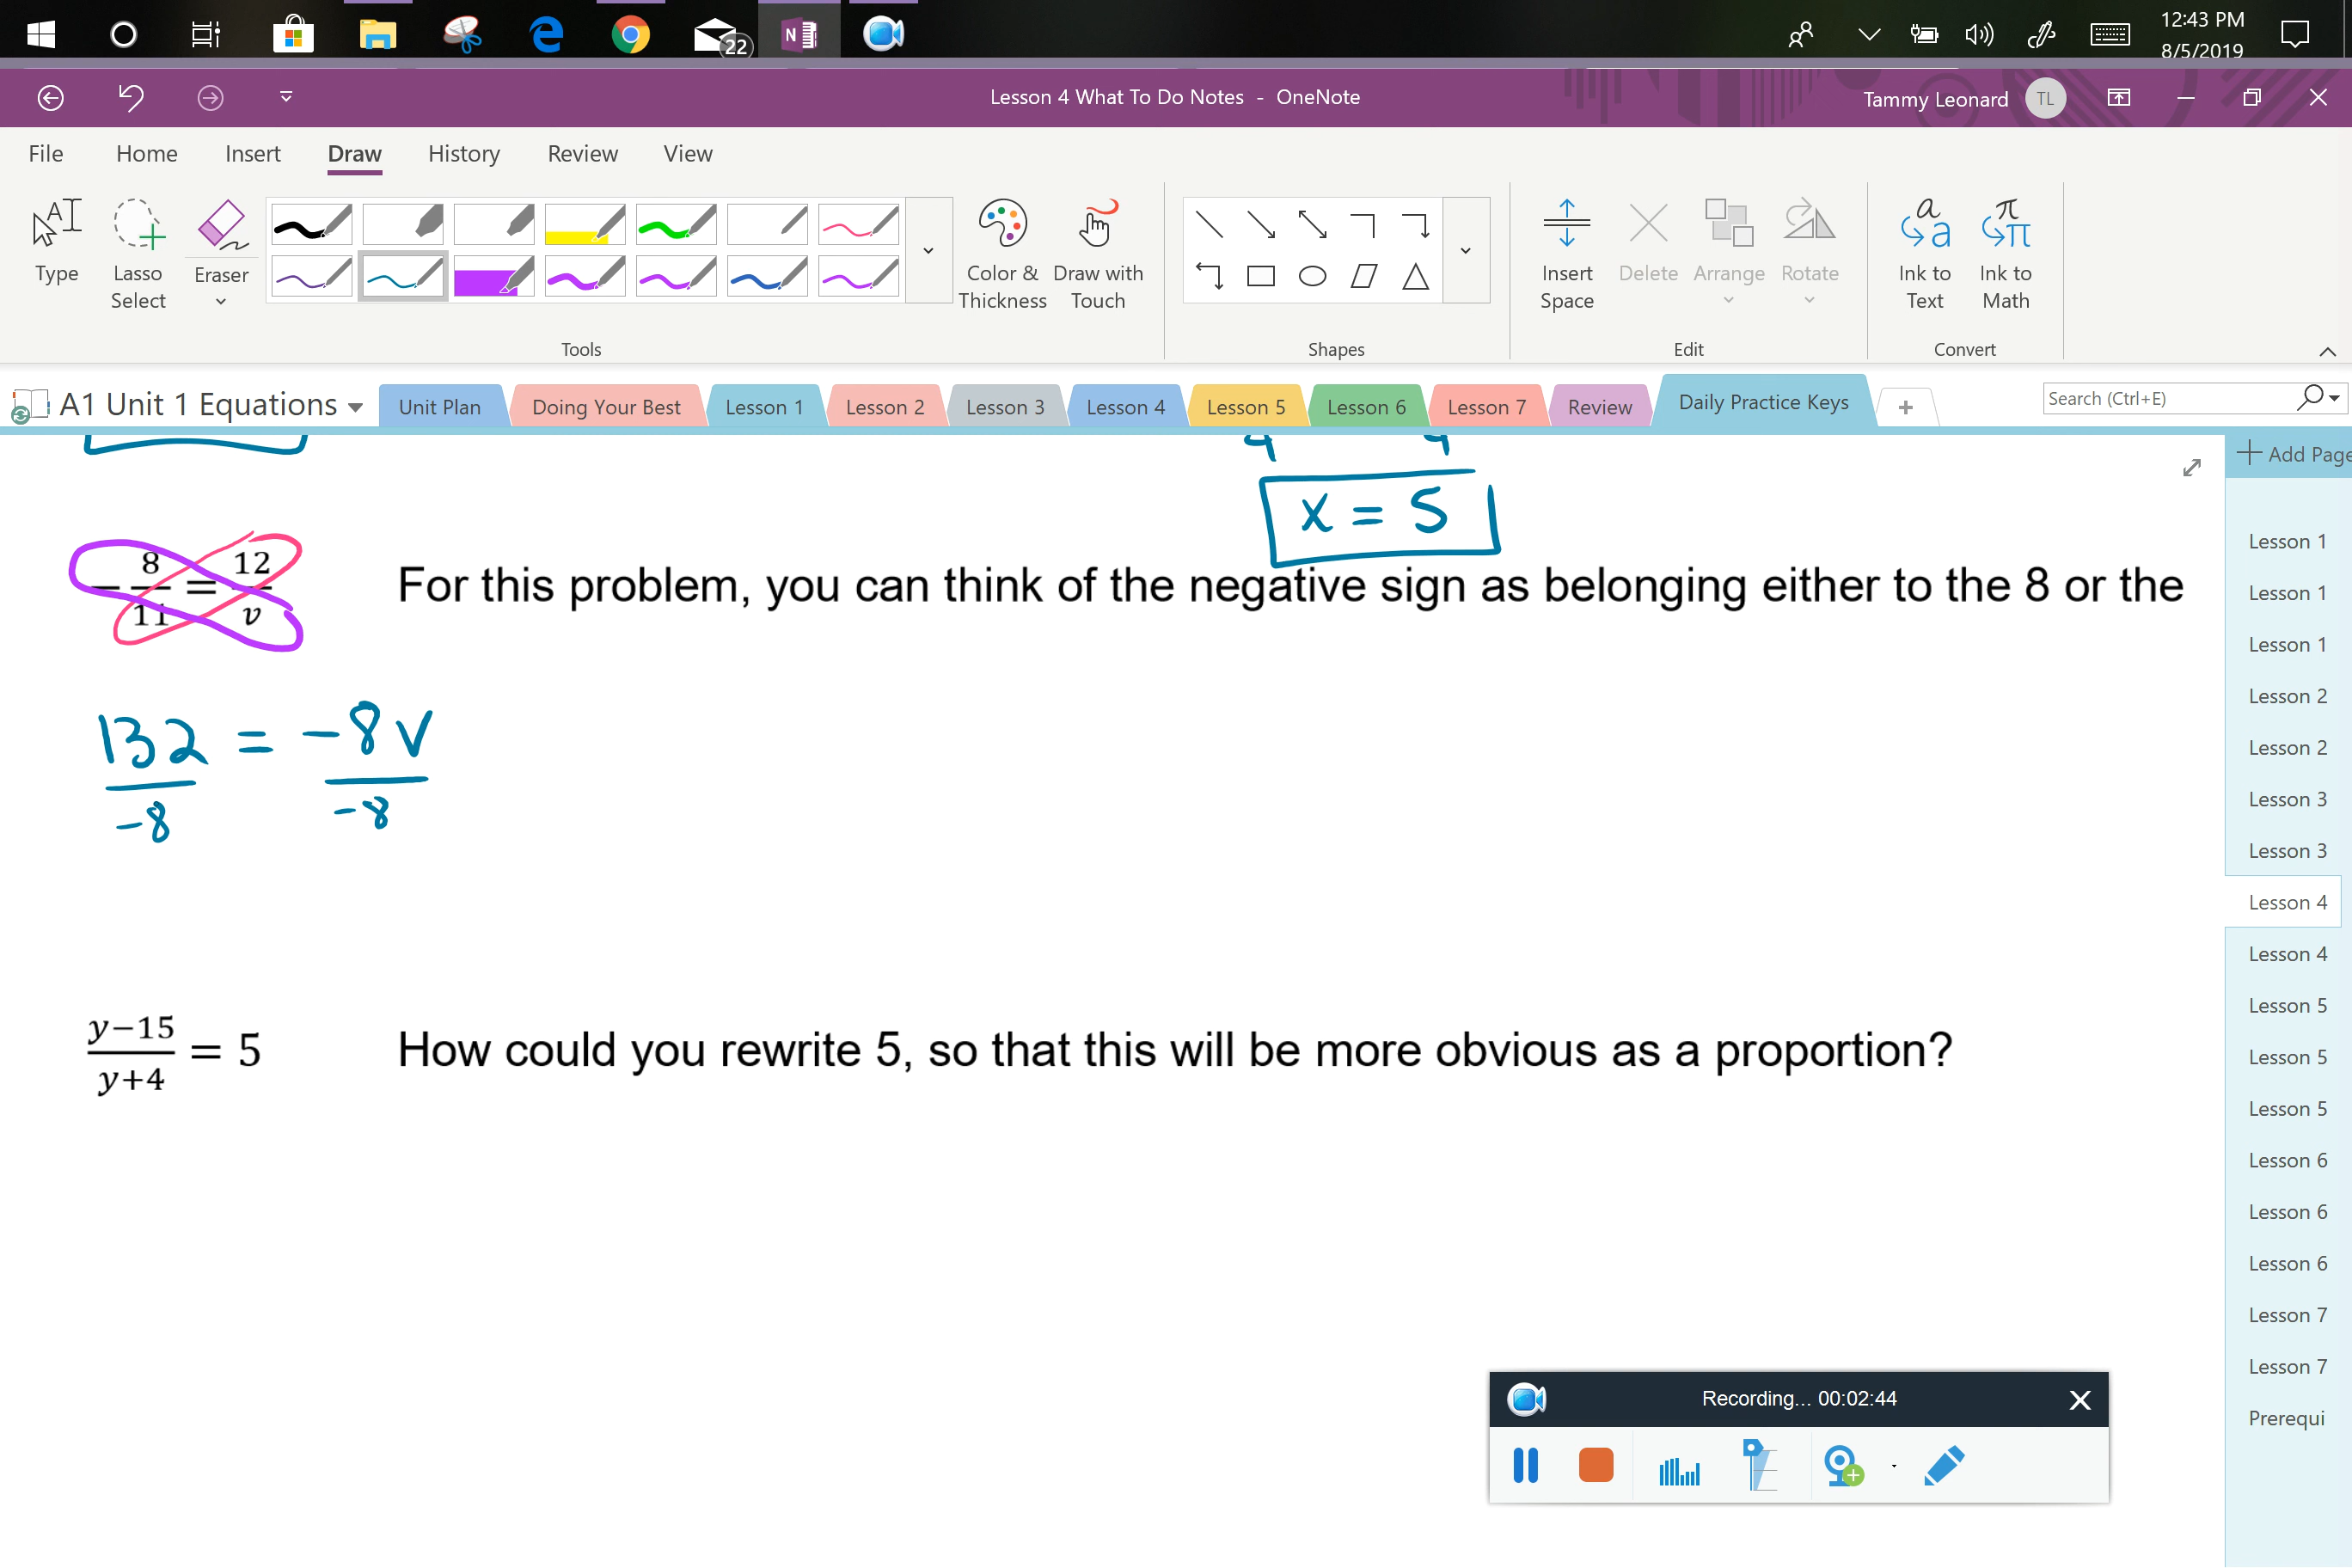 22
12:43 PM
8/5/2019
Lesson 4 What To Do Notes - OneNote
Tammy Leonard TL
File Home Insert Draw History Review View
Type
Lasso Select
Eraser
Color & Thickness
Draw with Touch
Insert Space
Delete
Arrange
Rotate
Ink to Text
Ink to Math
Tools
Shapes
Edit
Convert
A1 Unit 1 Equations
Unit Plan Doing Your Best Lesson 1 Lesson 2 Lesson 3 Lesson 4 Lesson 5 Lesson 6 Lesson 7 Review Daily Practice Keys +
Search (Ctrl+E)
Add Page
4 4
x = 5
-8/11 = 12/v
For this problem, you can think of the negative sign as belonging either to the 8 or the
132 = -8v
-8 -8
y-15/y+4 = 5
How could you rewrite 5, so that this will be more obvious as a proportion?
Lesson 1
Lesson 1
Lesson 1
Lesson 2
Lesson 2
Lesson 3
Lesson 3
Lesson 4
Lesson 4
Lesson 5
Lesson 5
Lesson 5
Lesson 6
Lesson 6
Lesson 6
Lesson 7
Lesson 7
Prerequi
Recording... 00:02:44